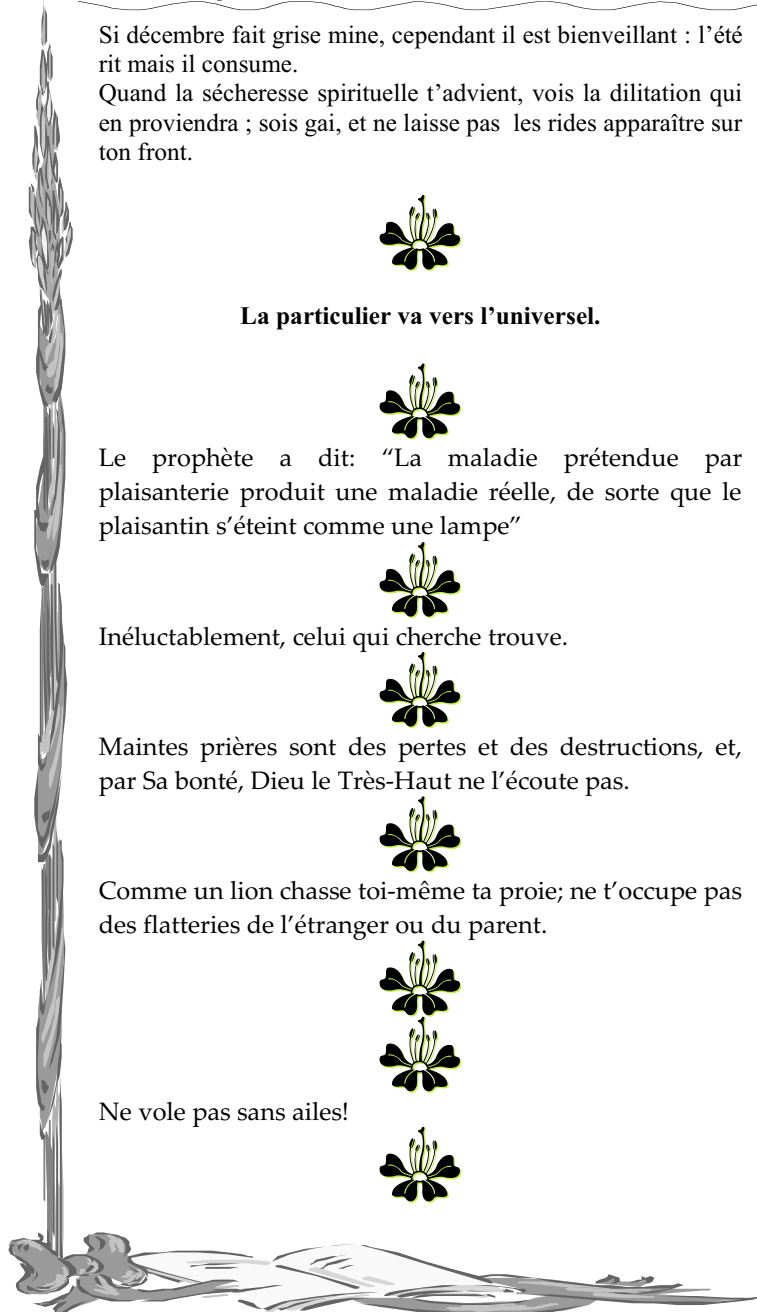 Si décembre fait grise mine, cependant il est bienveillant : l’été
rit mais il consume.
Quand la sécheresse spirituelle t’advient, vois la dilitation qui
en proviendra ; sois gai, et ne laisse pas  les rides apparaître sur
ton front.
La particulier va vers l’universel.
Le prophète a dit: “La maladie prétendue par
plaisanterie produit une maladie réelle, de sorte que le
plaisantin s’éteint comme une lampe”
Inéluctablement, celui qui cherche trouve.
Maintes prières sont des pertes et des destructions, et,
par Sa bonté, Dieu le Très-Haut ne l’écoute pas.
Comme un lion chasse toi-même ta proie; ne t’occupe pas
des flatteries de l’étranger ou du parent.
Ne vole pas sans ailes!